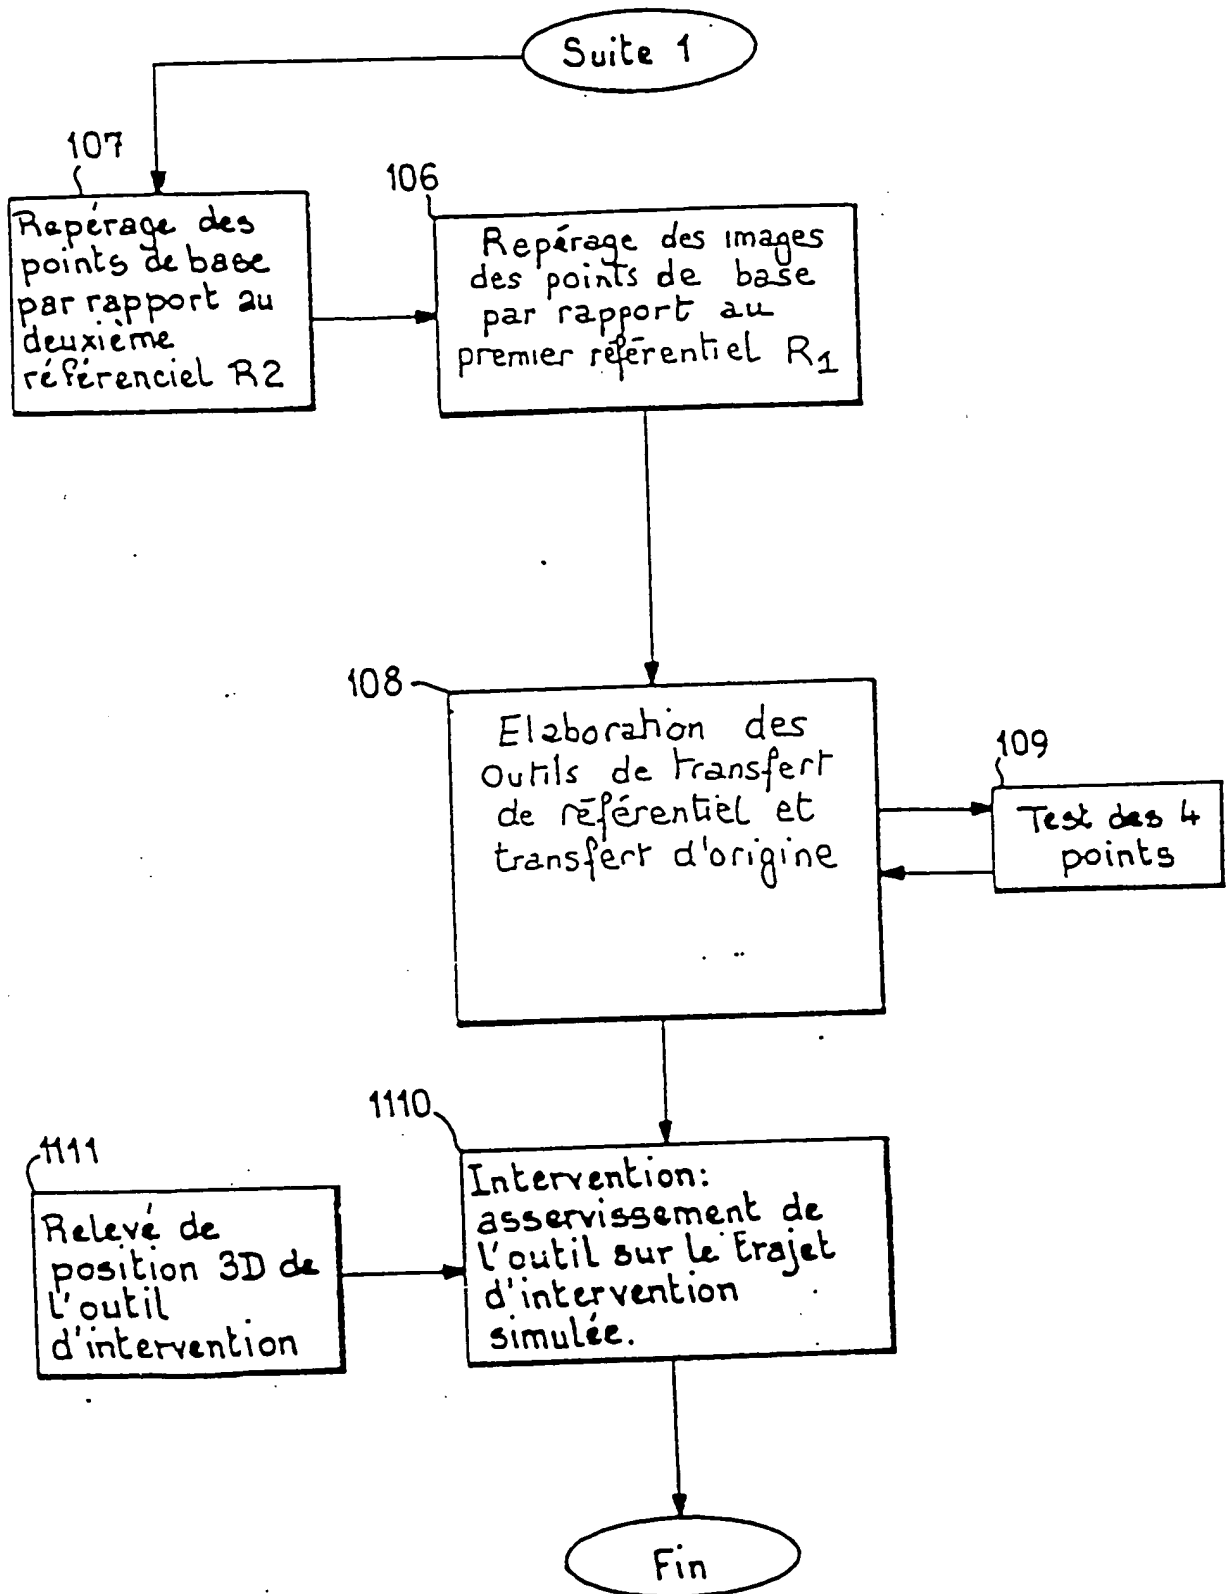 Suite 1
107
Repérage des
points de base
par rapport au
deuxième
référenciel R2
106
Repérage des images
des points de base
par rapport au
premier référentiel R1
108
Elaboration des
outils de transfert
de référentiel et
transfert d'origine
109
Test des 4
points
1110
Intervention:
asservissement de
l'outil sur le trajet
d'intervention
simulée.
1111
Relevé de
position 3D de
l'outil
d'intervention
Fin